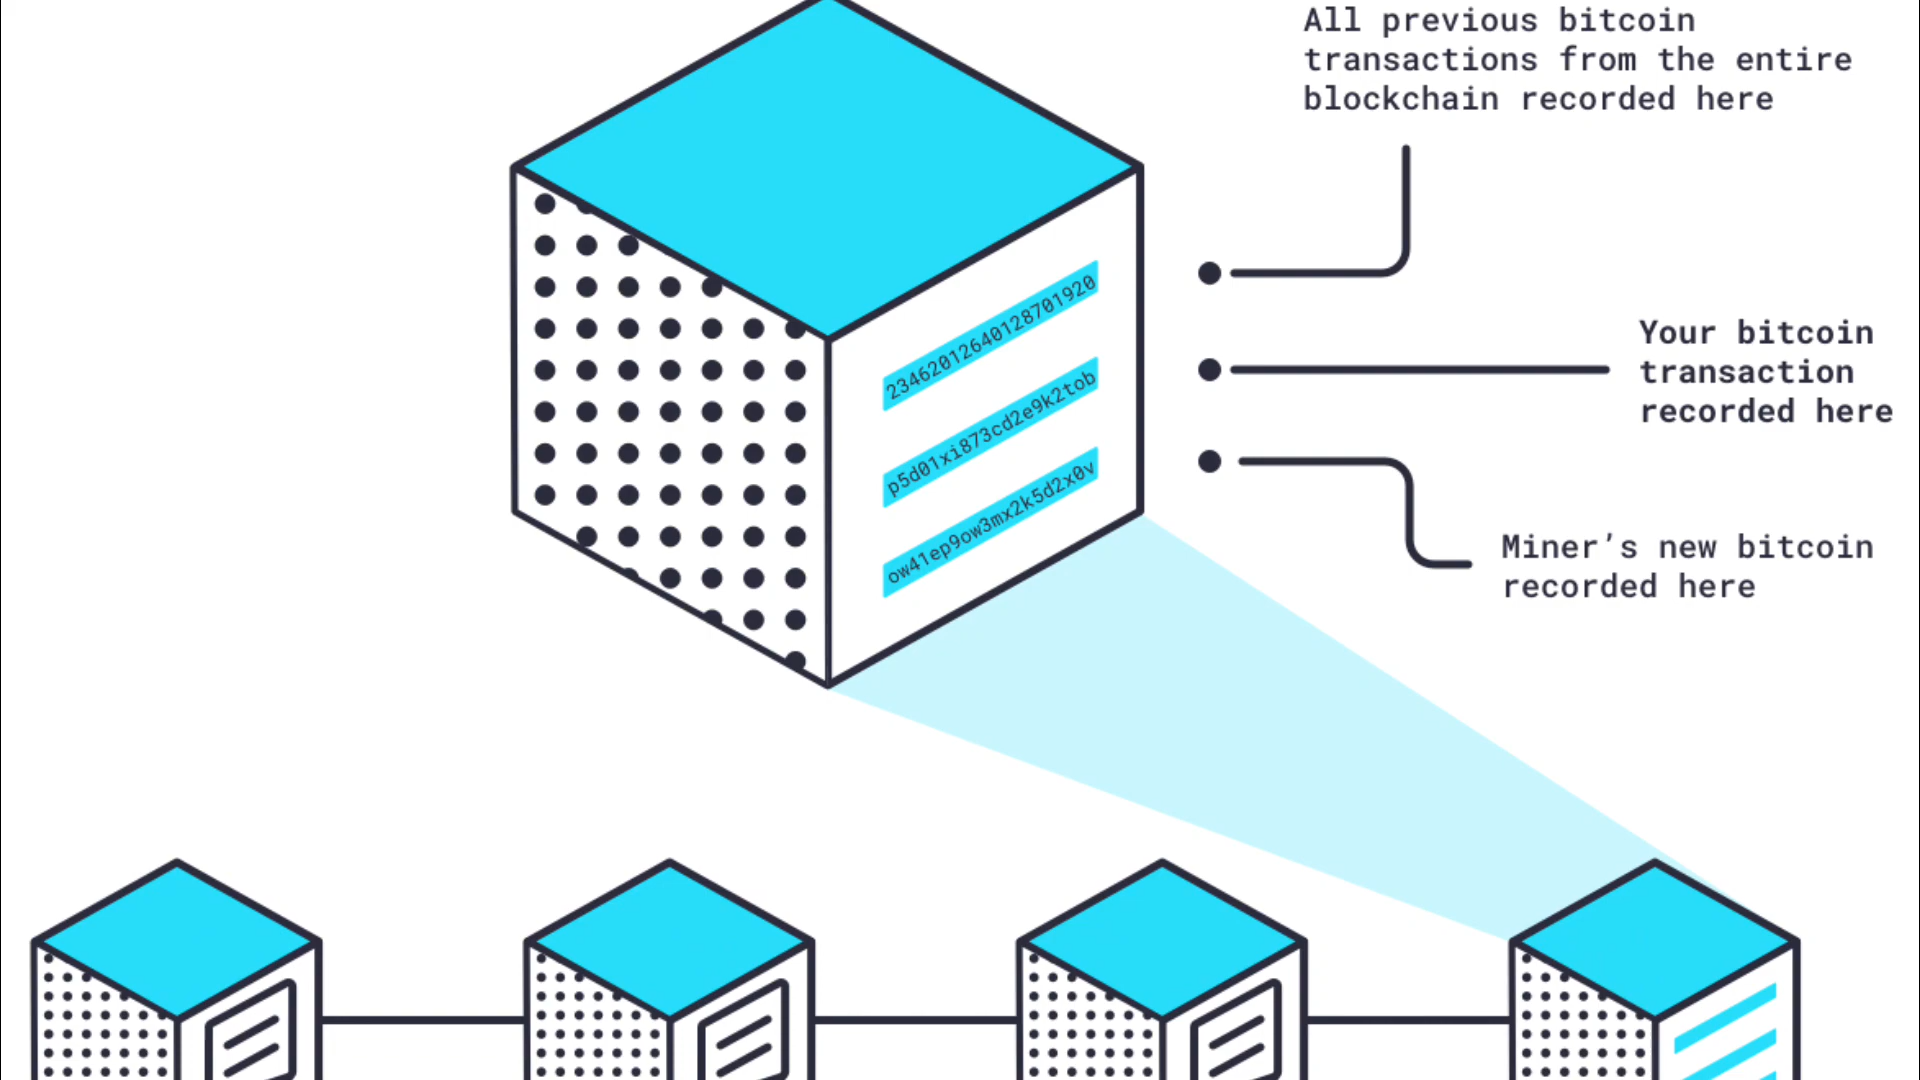 All previous bitcoin
transactions from the entire
blockchain recorded here
23462012640128701920
Your bitcoin
transaction
recorded here
p5d01xi873cd2e9k2tob
ow41ep9ow3mx2k5d2x0v
Miner’s new bitcoin
recorded here